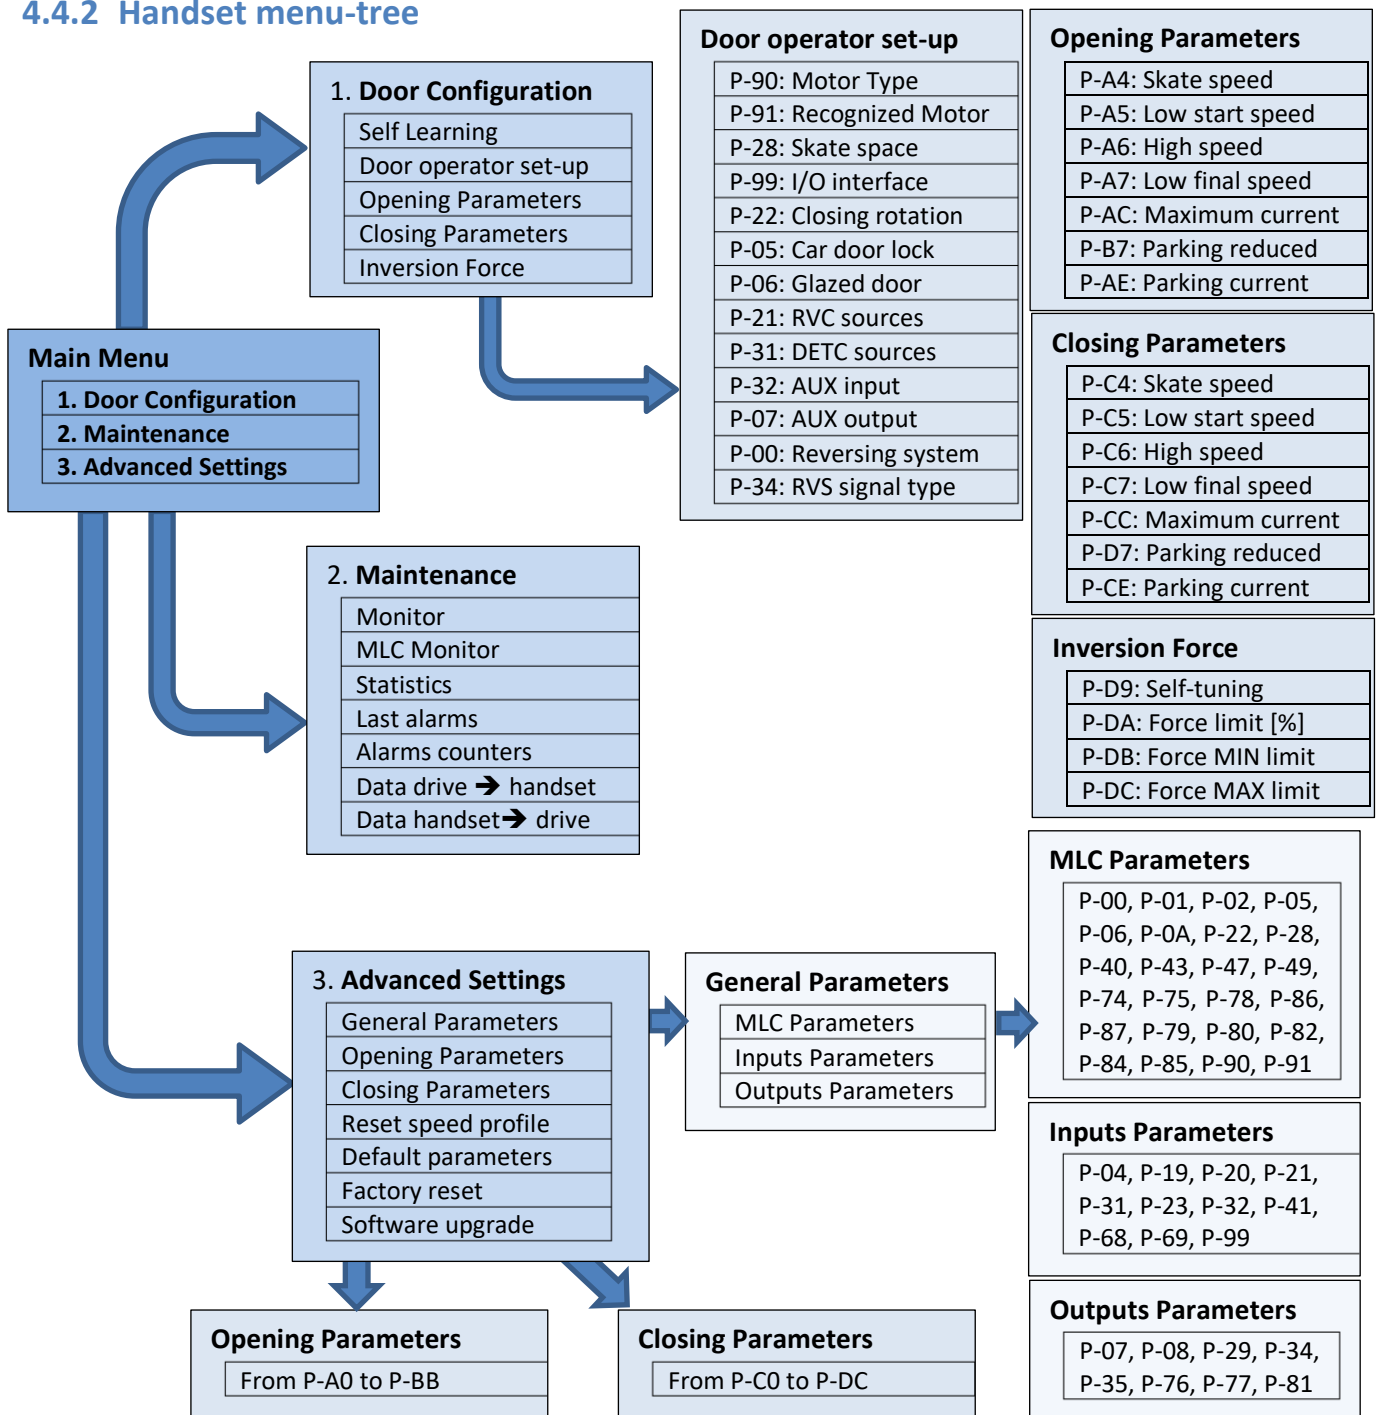 4.4.2 Handset menu-tree
Main Menu
1. Door Configuration
2. Maintenance
3. Advanced Settings
1. Door Configuration
Self Learning
Door operator set-up
Opening Parameters
Closing Parameters
Inversion Force
Door operator set-up
P-90: Motor Type
P-91: Recognized Motor
P-28: Skate space
P-99: I/O interface
P-22: Closing rotation
P-05: Car door lock
P-06: Glazed door
P-21: RVC sources
P-31: DETC sources
P-32: AUX input
P-07: AUX output
P-00: Reversing system
P-34: RVS signal type
Opening Parameters
P-A4: Skate speed
P-A5: Low start speed
P-A6: High speed
P-A7: Low final speed
P-AC: Maximum current
P-B7: Parking reduced
P-AE: Parking current
Closing Parameters
P-C4: Skate speed
P-C5: Low start speed
P-C6: High speed
P-C7: Low final speed
P-CC: Maximum current
P-D7: Parking reduced
P-CE: Parking current
Inversion Force
P-D9: Self-tuning
P-DA: Force limit [%]
P-DB: Force MIN limit
P-DC: Force MAX limit
2. Maintenance
Monitor
MLC Monitor
Statistics
Last alarms
Alarms counters
Data drive ➔ handset
Data handset➔ drive
3. Advanced Settings
General Parameters
Opening Parameters
Closing Parameters
Reset speed profile
Default parameters
Factory reset
Software upgrade
General Parameters
MLC Parameters
Inputs Parameters
Outputs Parameters
MLC Parameters
P-00, P-01, P-02, P-05,
P-06, P-0A, P-22, P-28,
P-40, P-43, P-47, P-49,
P-74, P-75, P-78, P-86,
P-87, P-79, P-80, P-82,
P-84, P-85, P-90, P-91
Inputs Parameters
P-04, P-19, P-20, P-21,
P-31, P-23, P-32, P-41,
P-68, P-69, P-99
Outputs Parameters
P-07, P-08, P-29, P-34,
P-35, P-76, P-77, P-81
Opening Parameters
From P-A0 to P-BB
Closing Parameters
From P-C0 to P-DC